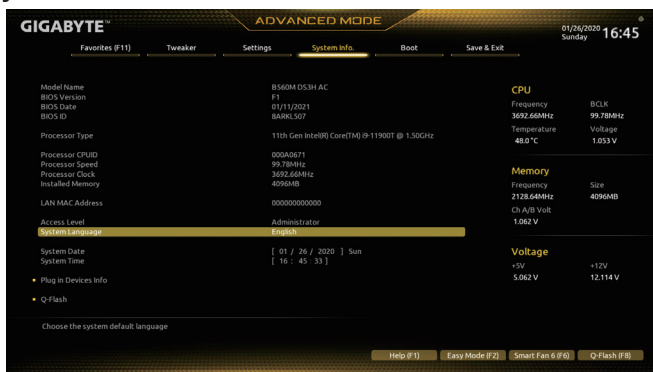 GIGABYTE™
ADVANCED MODE
01/26/2020
Sunday
16:45
Favorites (F11) Tweaker Settings System Info. Boot Save & Exit
Model Name B560M DS3H AC
BIOS Version F1
BIOS Date 01/11/2021
BIOS ID 8ARKL507
Processor Type 11th Gen Intel(R) Core(TM) i9-11900T @ 1.50GHz
Processor CPUID 000A0671
Processor Speed 99.78MHz
Processor Clock 3692.66MHz
Installed Memory 4096MB
LAN MAC Address 000000000000
Access Level Administrator
System Language English
System Date [ 01 / 26 / 2020 ] Sun
System Time [ 16 : 45 : 33 ]
Plug in Devices Info
Q-Flash
Choose the system default language
CPU
Frequency BCLK
3692.66MHz 99.78MHz
Temperature Voltage
48.0 °C 1.053 V
Memory
Frequency Size
2128.64MHz 4096MB
Ch A/B Volt
1.062 V
Voltage
+5V +12V
5.062 V 12.114 V
Help (F1) Easy Mode (F2) Smart Fan 6 (F6) Q-Flash (F8)